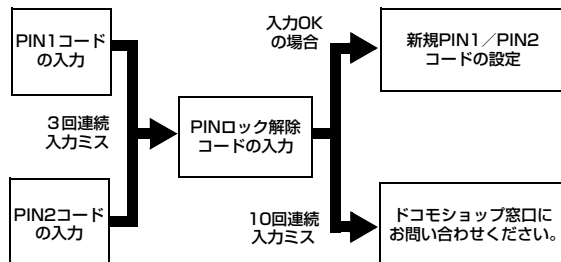 PIN1コード
の入力
3回連続
入力ミス
PIN2コード
の入力
PINロック解除
コードの入力
入力OK
の場合
新規PIN1／PIN2
コードの設定
10回連続
入力ミス
ドコモショップ窓口に
お問い合わせください。